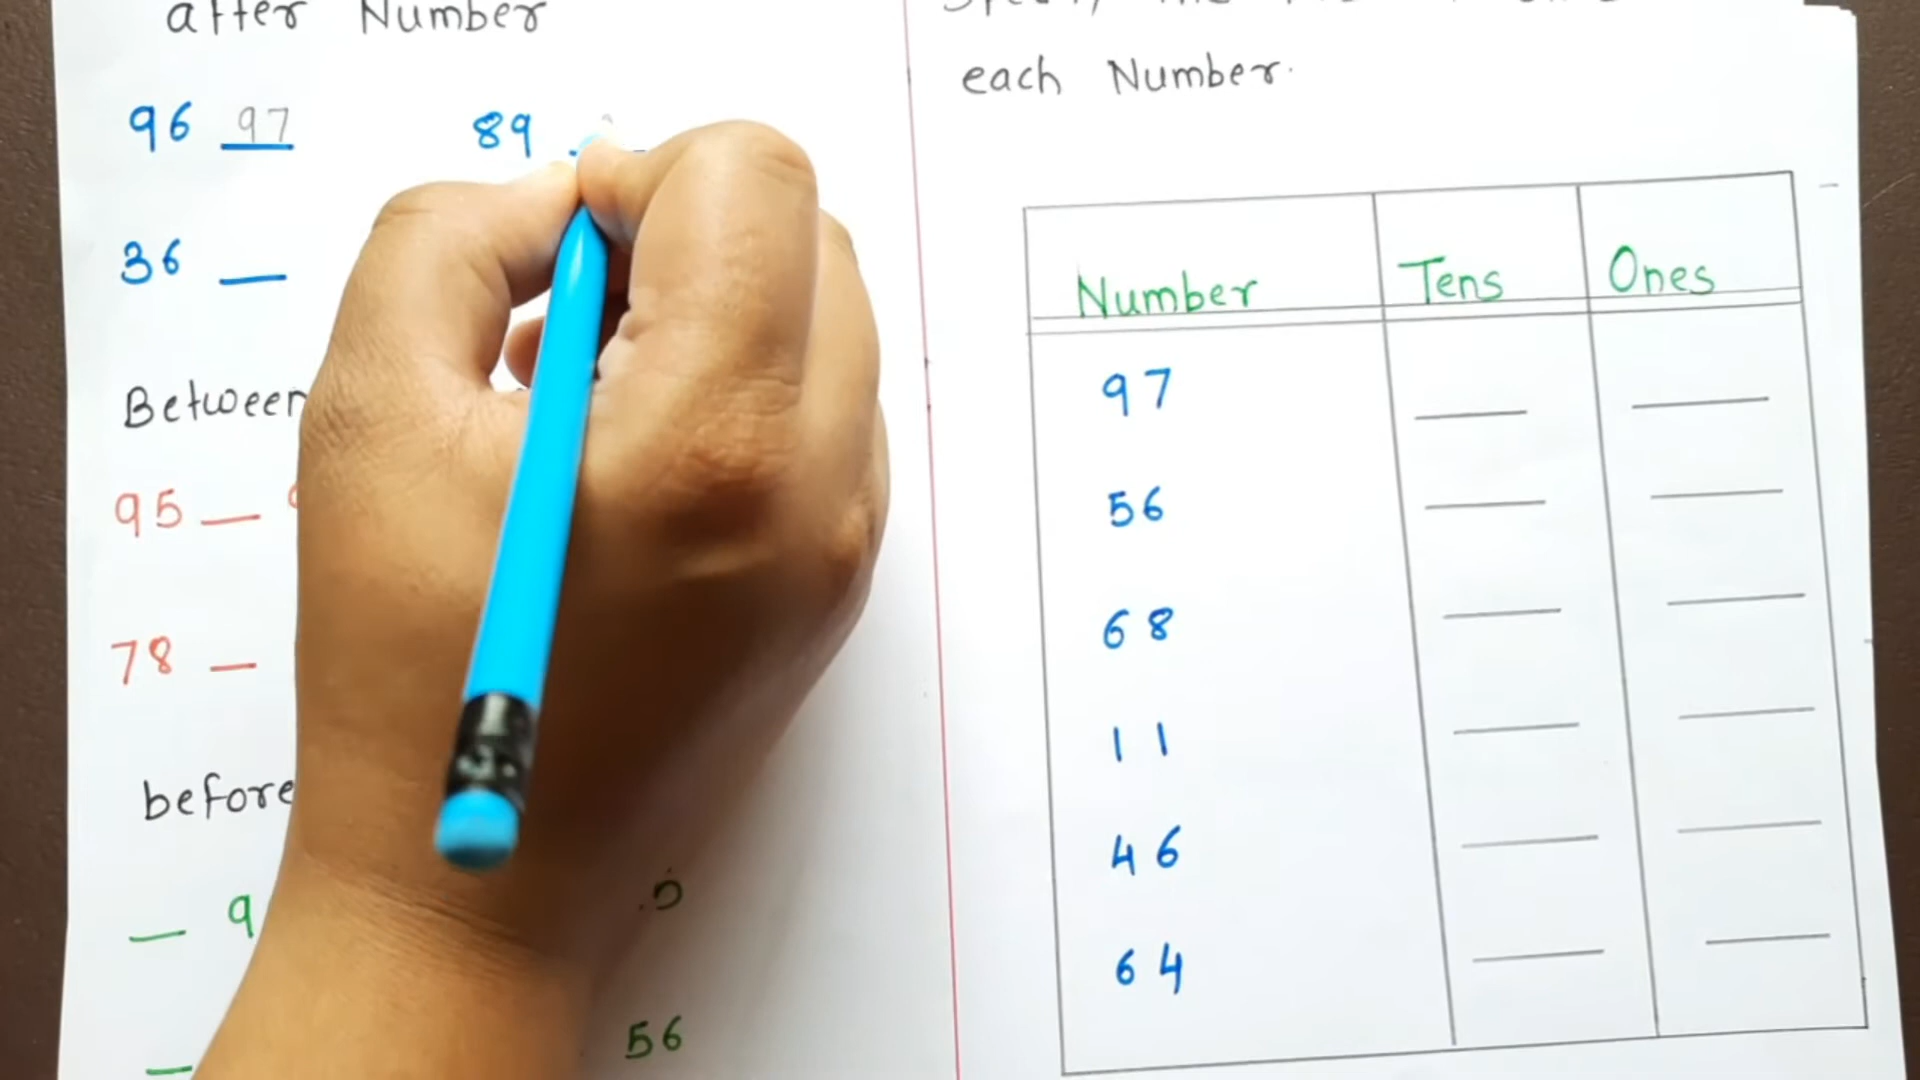 after Number
96 97 89
36
Between
95
78
before
9
56
each Number.
Number Tens Ones
97
56
68
11
46
64